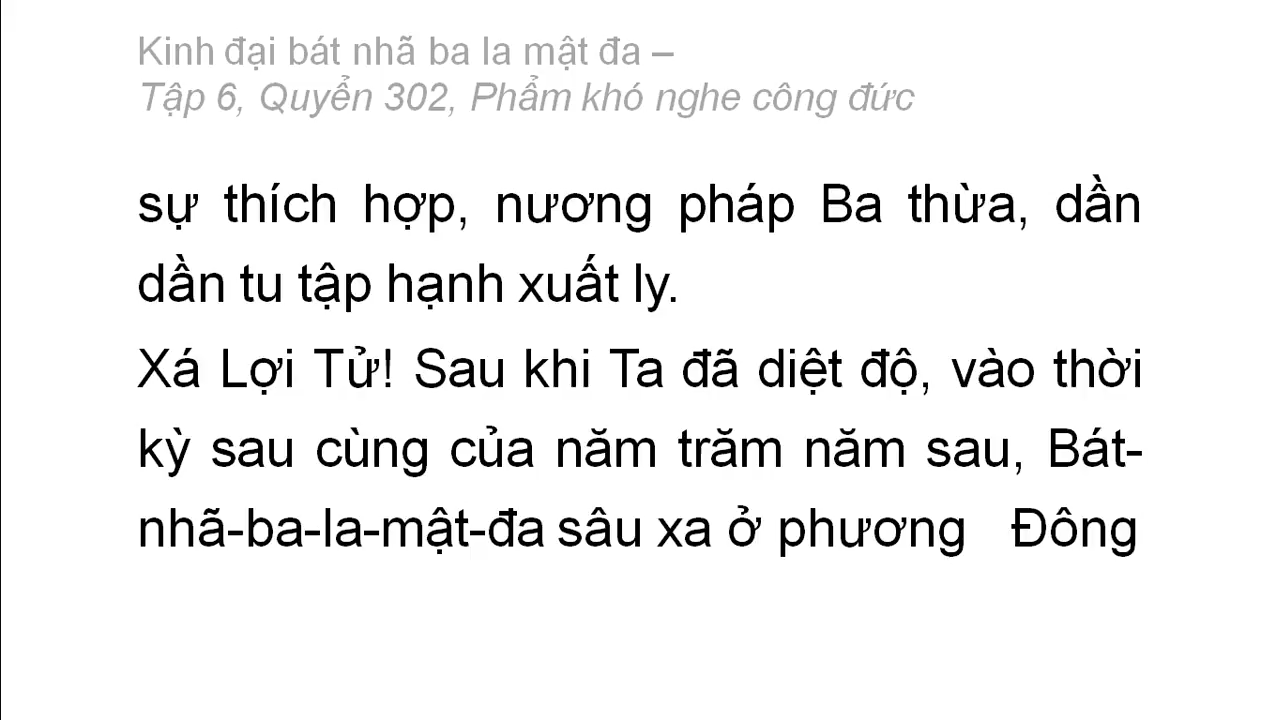 Kinh đại bát nhã ba la mật đa –
Tập 6, Quyển 302, Phẩm khó nghe công đức
sự thích hợp, nương pháp Ba thừa, dần
dần tu tập hạnh xuất ly.
Xá Lợi Tử! Sau khi Ta đã diệt độ, vào thời
kỳ sau cùng của năm trăm năm sau, Bát-
nhã-ba-la-mật-đa sâu xa ở phương Đông